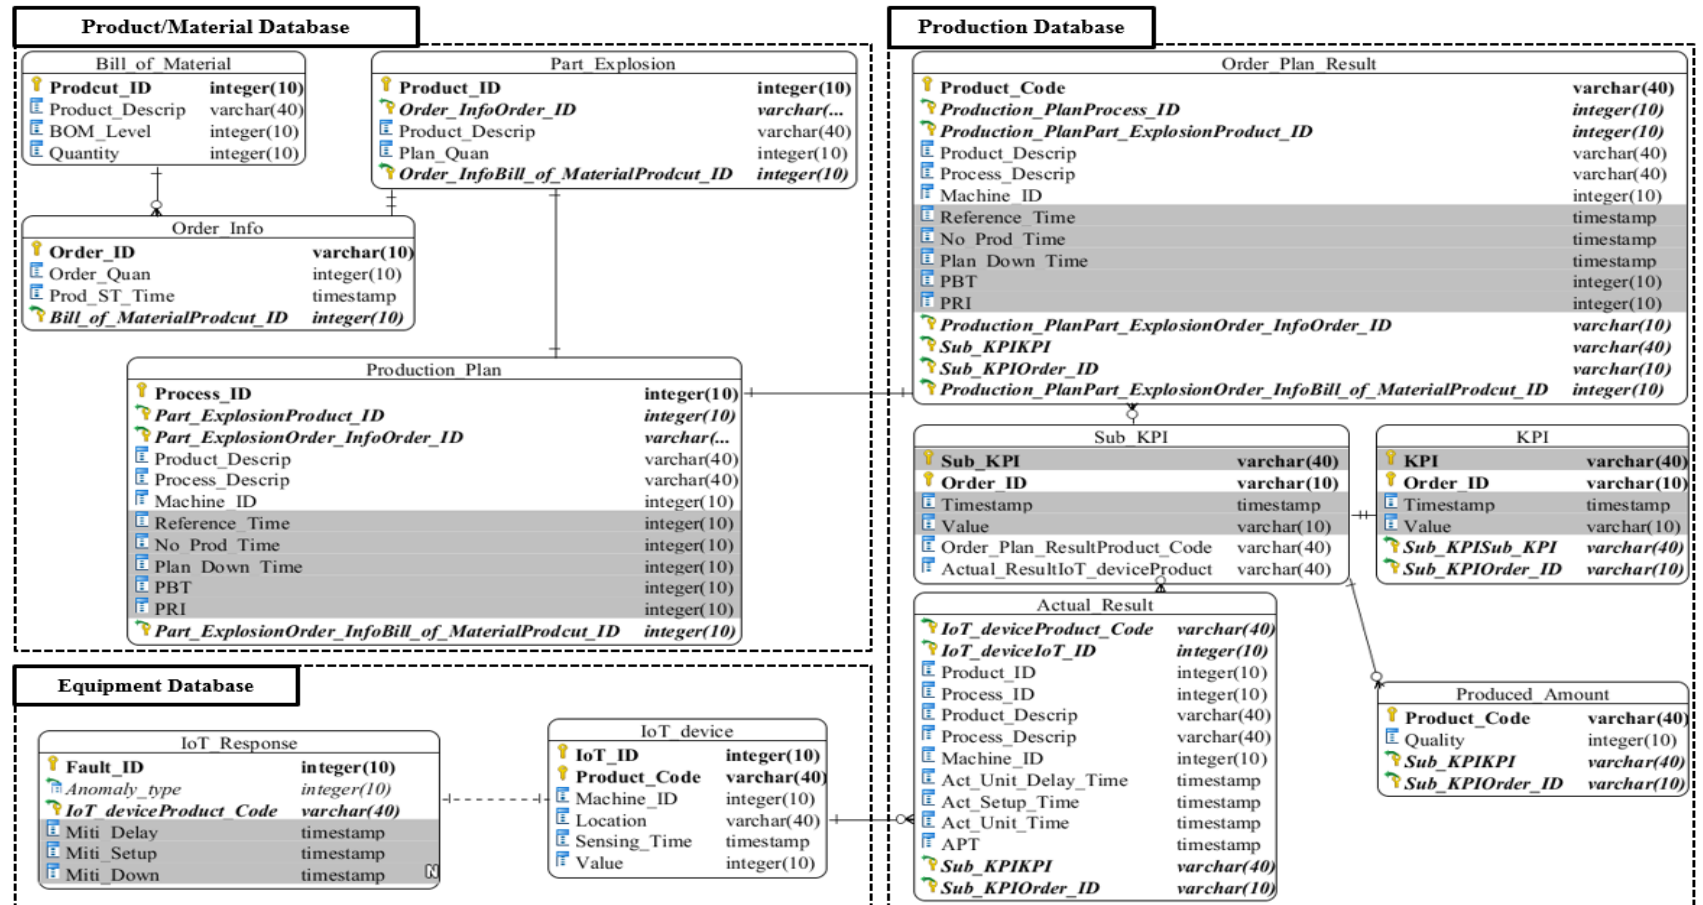 Product/Material Database
Bill_of_Material
Prodcut_ID integer(10)
Product_Descrip varchar(40)
BOM_Level integer(10)
Quantity integer(10)
Part_Explosion
Product_ID integer(10)
Order_InfoOrder_ID varchar(...
Product_Descrip varchar(40)
Plan_Quan integer(10)
Order_InfoBill_of_MaterialProdcut_ID integer(10)
Order_Info
Order_ID varchar(10)
Order_Quan integer(10)
Prod_ST_Time timestamp
Bill_of_MaterialProdcut_ID integer(10)
Production_Plan
Process_ID integer(10)
Part_ExplosionProduct_ID integer(10)
Part_ExplosionOrder_InfoOrder_ID varchar(...
Product_Descrip varchar(40)
Process_Descrip varchar(40)
Machine_ID integer(10)
Reference_Time integer(10)
No_Prod_Time integer(10)
Plan_Down_Time integer(10)
PBT integer(10)
PRI integer(10)
Part_ExplosionOrder_InfoBill_of_MaterialProdcut_ID integer(10)
Equipment Database
IoT_Response
Fault_ID integer(10)
Anomaly_type integer(10)
IoT_deviceProduct_Code varchar(40)
Miti_Delay timestamp
Miti_Setup timestamp
Miti_Down timestamp
N
IoT_device
IoT_ID integer(10)
Product_Code varchar(40)
Machine_ID integer(10)
Location varchar(40)
Sensing_Time timestamp
Value integer(10)
Production Database
Order_Plan_Result
Product_Code varchar(40)
Production_PlanProcess_ID integer(10)
Production_PlanPart_ExplosionProduct_ID integer(10)
Product_Descrip varchar(40)
Process_Descrip varchar(40)
Machine_ID integer(10)
Reference_Time timestamp
No_Prod_Time timestamp
Plan_Down_Time timestamp
PBT integer(10)
PRI integer(10)
Production_PlanPart_ExplosionOrder_InfoOrder_ID varchar(10)
Sub_KPIKPI varchar(40)
Sub_KPIOrder_ID varchar(10)
Production_PlanPart_ExplosionOrder_InfoBill_of_MaterialProdcut_ID integer(10)
Sub_KPI
Sub_KPI varchar(40)
Order_ID varchar(10)
Timestamp timestamp
Value varchar(10)
Order_Plan_ResultProduct_Code varchar(40)
Actual_ResultIoT_deviceProduct varchar(40)
KPI
KPI varchar(40)
Order_ID varchar(10)
Timestamp timestamp
Value varchar(10)
Sub_KPISub_KPI varchar(40)
Sub_KPIOrder_ID varchar(10)
Actual_Result
IoT_deviceProduct_Code varchar(40)
IoT_deviceIoT_ID integer(10)
Product_ID integer(10)
Process_ID integer(10)
Product_Descrip varchar(40)
Process_Descrip varchar(40)
Machine_ID integer(10)
Act_Unit_Delay_Time timestamp
Act_Setup_Time timestamp
Act_Unit_Time timestamp
APT timestamp
Sub_KPIKPI varchar(40)
Sub_KPIOrder_ID varchar(10)
Produced_Amount
Product_Code varchar(40)
Quality integer(10)
Sub_KPIKPI varchar(40)
Sub_KPIOrder_ID varchar(10)